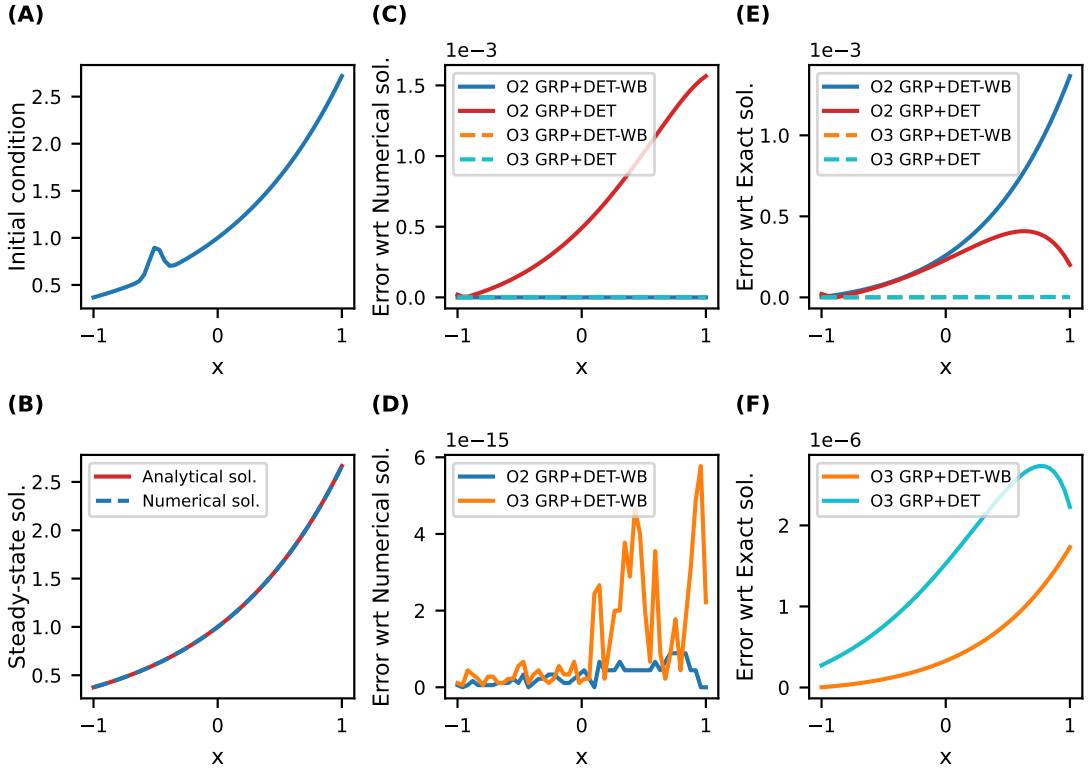 (A)
Initial condition
2.5
2.0
1.5
1.0
0.5
−1
0
1
x
(C)
1e−3
Error wrt Numerical sol.
1.5
1.0
0.5
0.0
O2 GRP+DET-WB
O2 GRP+DET
O3 GRP+DET-WB
O3 GRP+DET
−1
0
1
x
(E)
1e−3
Error wrt Exact sol.
1.0
0.5
0.0
O2 GRP+DET-WB
O2 GRP+DET
O3 GRP+DET-WB
O3 GRP+DET
−1
0
1
x
(B)
Steady-state sol.
2.5
2.0
1.5
1.0
0.5
Analytical sol.
Numerical sol.
−1
0
1
x
(D)
1e−15
Error wrt Numerical sol.
6
4
2
0
O2 GRP+DET-WB
O3 GRP+DET-WB
−1
0
1
x
(F)
1e−6
Error wrt Exact sol.
2
1
0
O3 GRP+DET-WB
O3 GRP+DET
−1
0
1
x